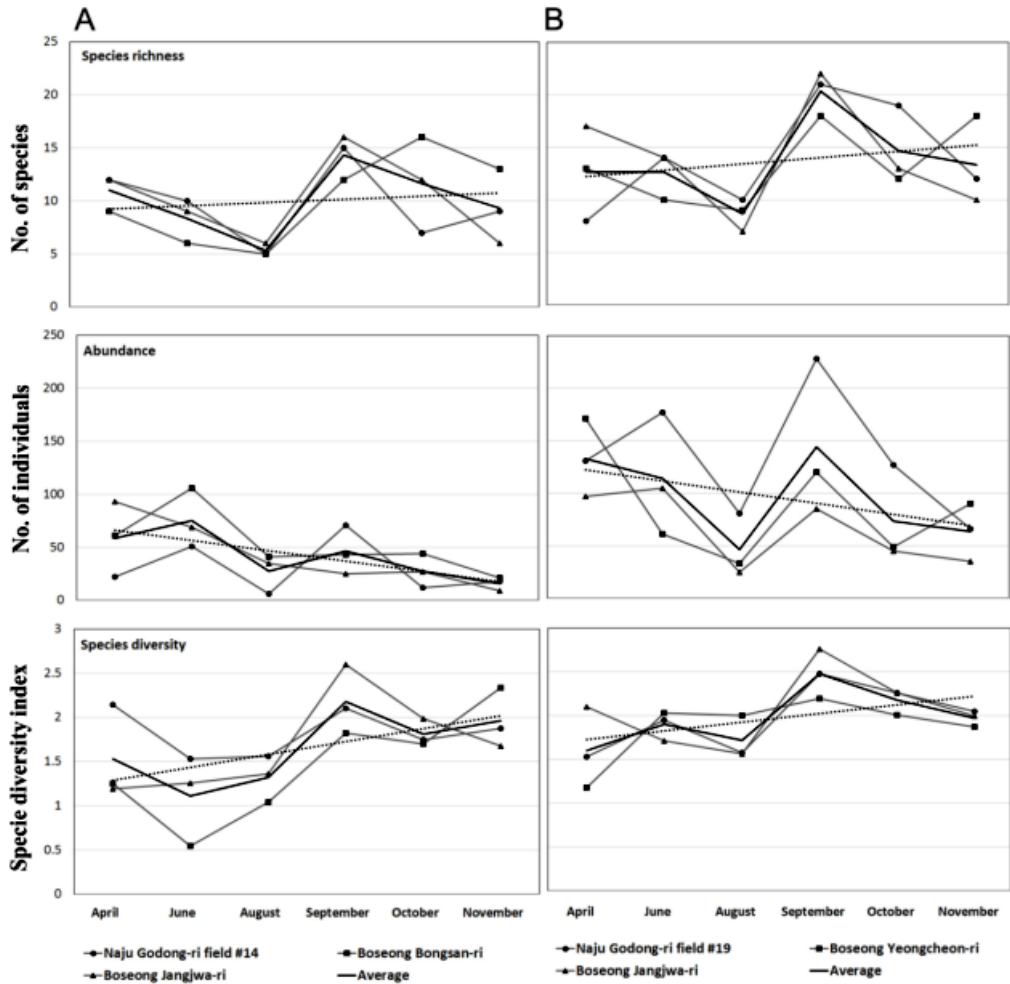 A
B
Species richness
25
20
15
10
5
0
No. of species
Abundance
250
200
150
100
50
0
No. of individuals
Species diversity
3
2.5
2
1.5
1
0.5
0
Specie diversity index
April June August September October November
April June August September October November
Naju Godong-ri field #14 Boseong Bongsan-ri
Boseong Jangjwa-ri Average
Naju Godong-ri field #19 Boseong Yeongcheon-ri
Boseong Jangjwa-ri Average